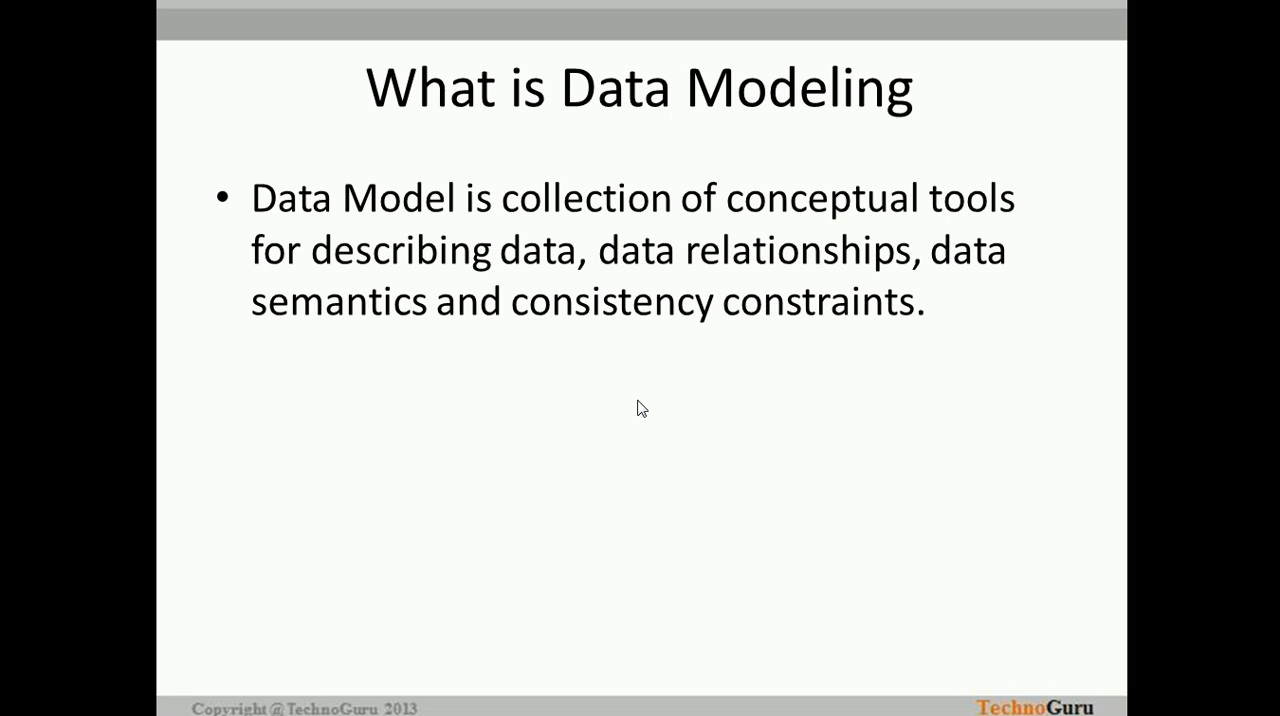 What is Data Modeling
• Data Model is collection of conceptual tools
for describing data, data relationships, data
semantics and consistency constraints.
Copyright @ TechnoGuru 2013
TechnoGuru